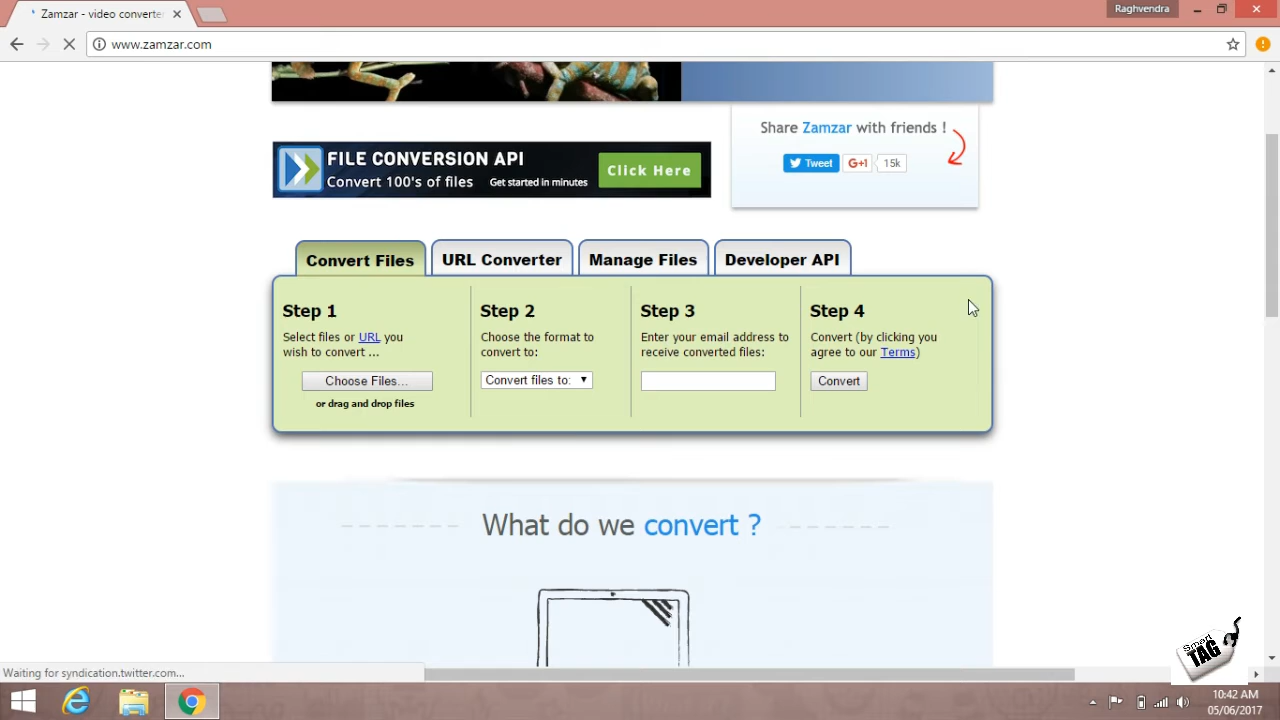 Zamzar - video converte
Raghvendra
www.zamzar.com
Share Zamzar with friends !
Tweet
G+1
15k
FILE CONVERSION API
Convert 100's of files
Get started in minutes
Click Here
Convert Files
URL Converter
Manage Files
Developer API
Step 1
Select files or URL you
wish to convert ...
Choose Files...
or drag and drop files
Step 2
Choose the format to
convert to:
Convert files to:
Step 3
Enter your email address to
receive converted files:
Step 4
Convert (by clicking you
agree to our Terms)
Convert
What do we convert ?
Waiting for syndication.twitter.com...
Smart
TAG
10:42 AM
05/06/2017